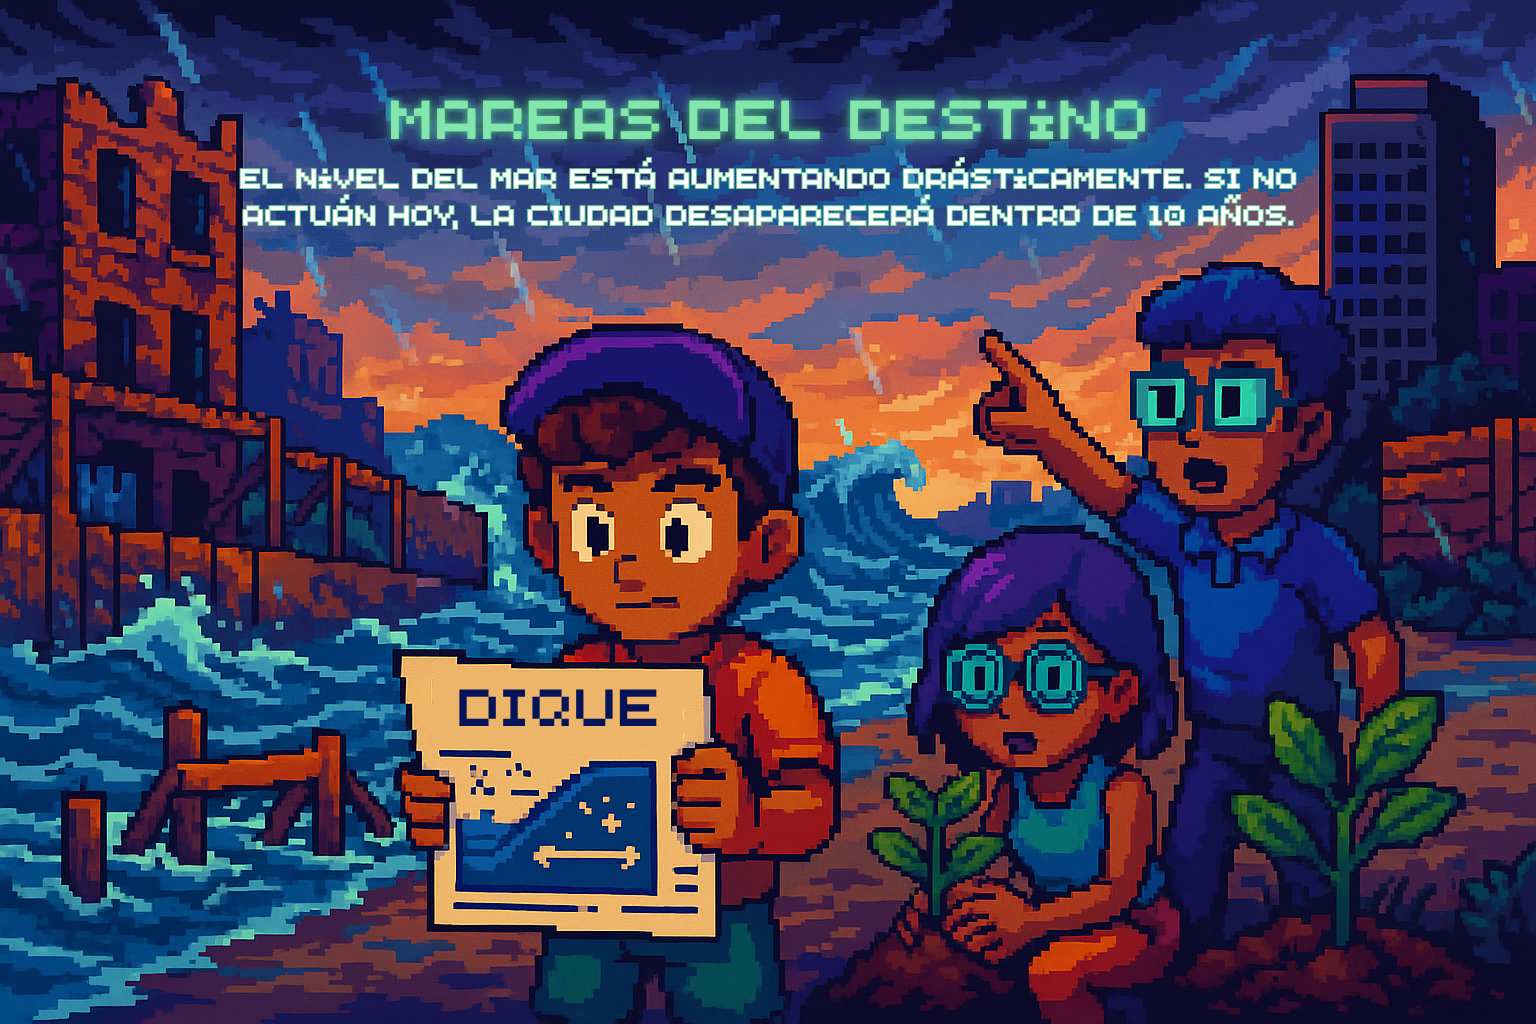 MAREAS DEL DESTiNO
EL NiVEL DEL MAR ESTÁ AUMENTANDO DRÁSTiCAMENTE. SI NO
ACTUÁN HOY, LA CIUDAD DESAPARECERÁ DENTRO DE 10 AÑOS.
DIQUE